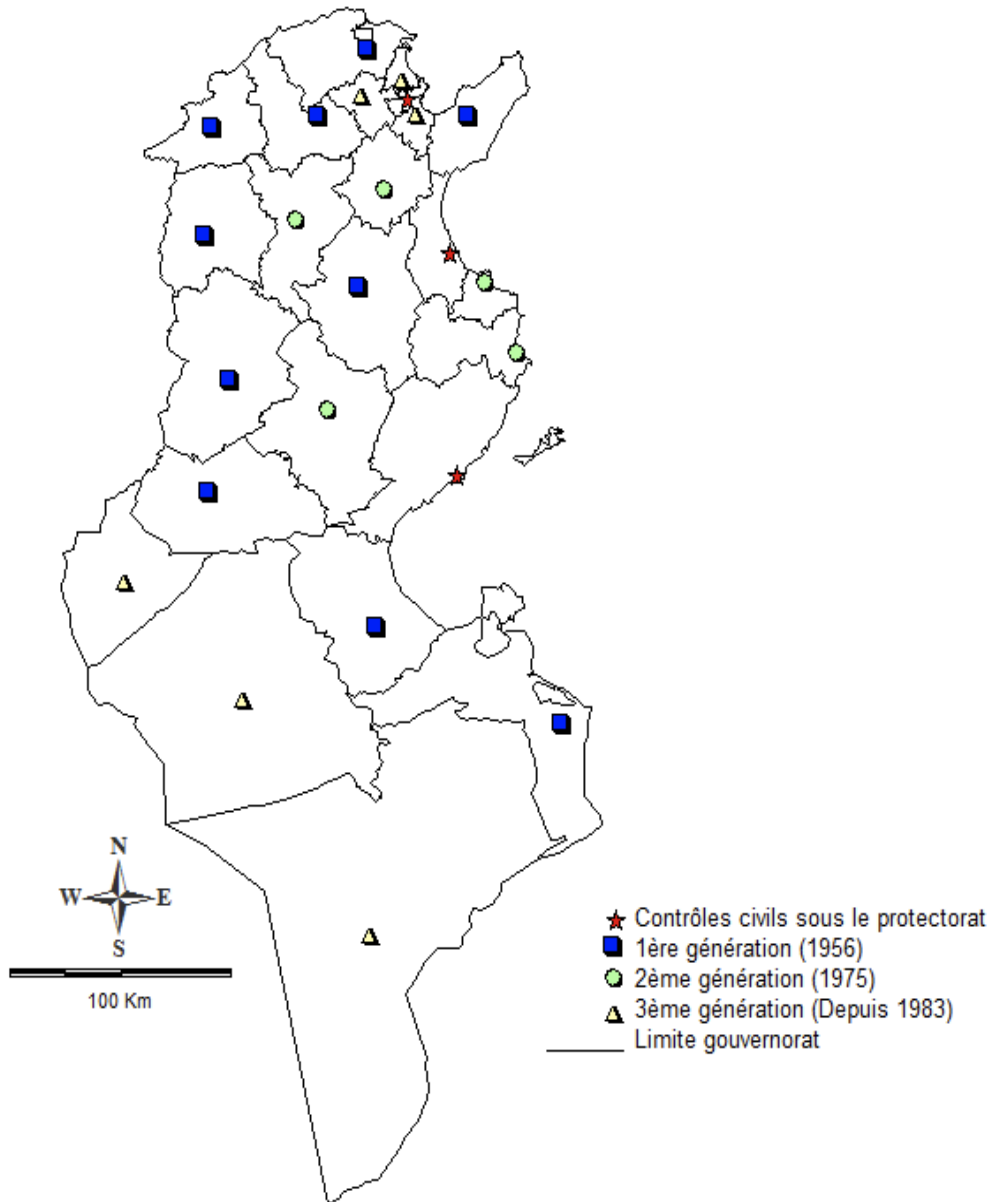 N
W E
S
100 Km
Contrôles civils sous le protectorat
1ère génération (1956)
2ème génération (1975)
3ème génération (Depuis 1983)
Limite gouvernorat